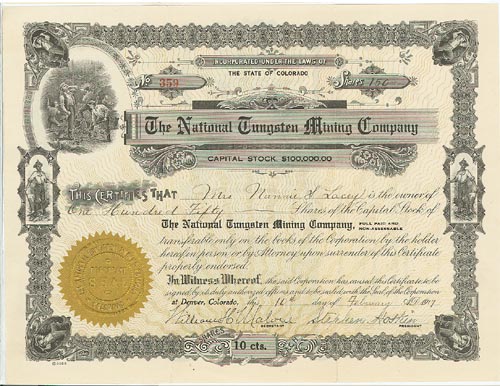 INCORPORATED UNDER THE LAWS OF
THE STATE OF COLORADO
No 353
Shares 150
The National Tungsten Mining Company
CAPITAL STOCK $100,000.00
THIS CERTIFIES THAT Mrs. Nannie S. Lacey is the owner of
One Hundred Fifty Shares of the Capital Stock of
The National Tungsten Mining Company, FULL PAID AND NON-ASSESSABLE
transferable only on the books of the Corporation by the holder
hereof in person or by Attorney upon surrender of this Certificate
properly endorsed.
In Witness Whereof, the said Corporation has caused this Certificate to be
signed by its duly authorized officers and to be sealed with the Seal of the Corporation
at Denver, Colorado, this 16th day of February
SECRETARY
PRESIDENT
SHARES
10 cts.